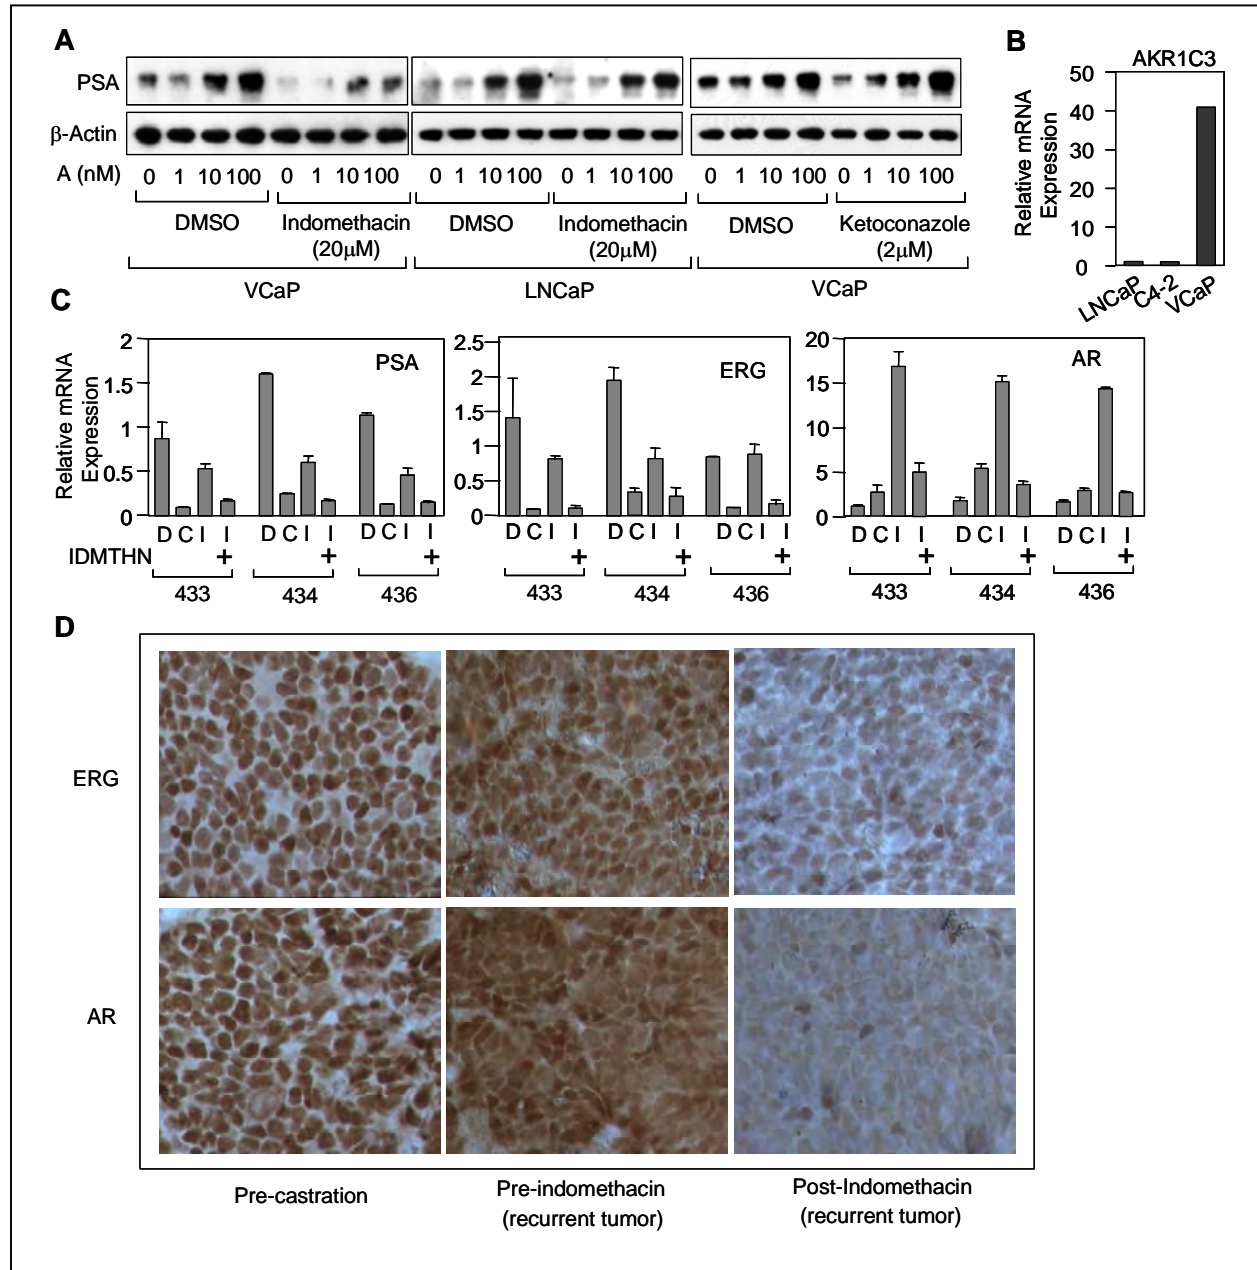 A
PSA
β-Actin
A (nM)
0 1 10 100 0 1 10 100 0 1 10 100 0 1 10 100 0 1 10 100 0 1 10 100
DMSO
Indomethacin
(20μM)
DMSO
Indomethacin
(20μM)
DMSO
Ketoconazole
(2μM)
VCaP
LNCaP
VCaP
B
AKR1C3
Relative mRNA
Expression
50
40
30
20
10
0
LNCaP
C4-2
VCaP
C
Relative mRNA
Expression
2
1.5
1
0.5
0
PSA
D C I I
IDMTHN +
D C I I
+
D C I I
+
433
434
436
2.5
2
1.5
1
0.5
0
ERG
D C I I
+
D C I I
+
D C I I
+
433
434
436
20
15
10
5
0
AR
D C I I
+
D C I I
+
D C I I
+
433
434
436
D
ERG
AR
Pre-castration
Pre-indomethacin
(recurrent tumor)
Post-Indomethacin
(recurrent tumor)